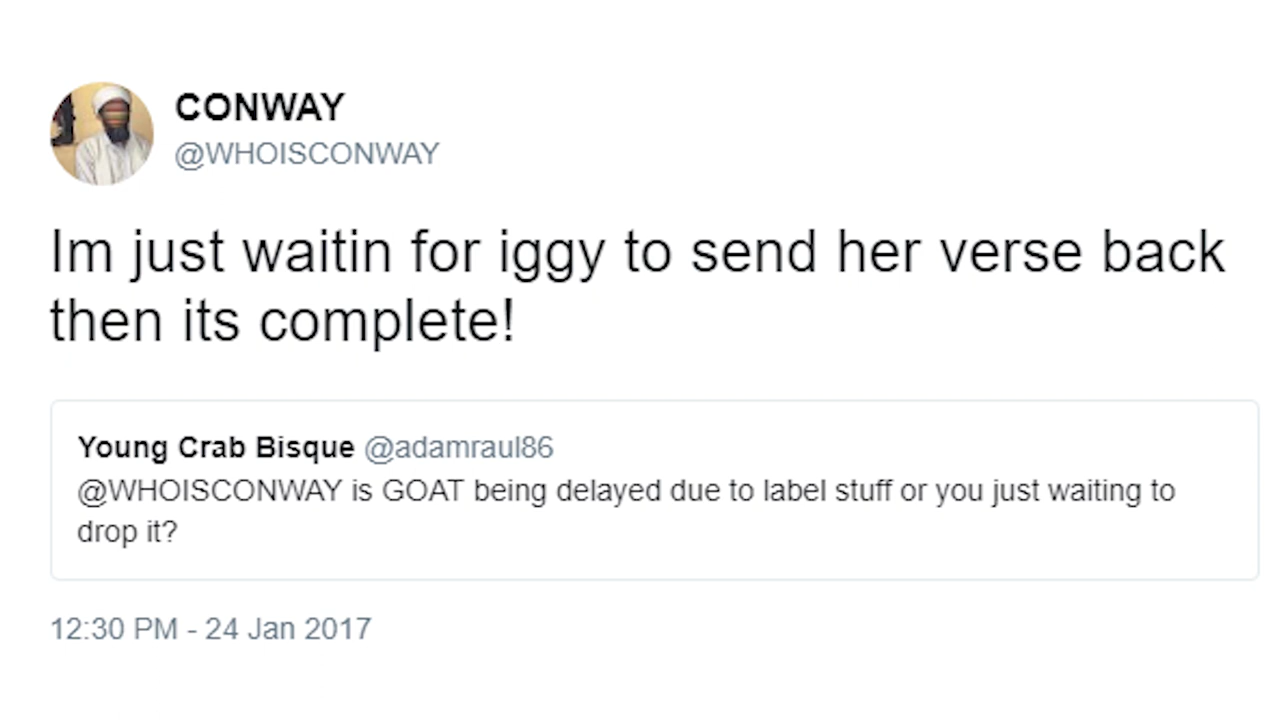 CONWAY
@WHOISCONWAY
Im just waitin for iggy to send her verse back
then its complete!
Young Crab Bisque @adamraul86
@WHOISCONWAY is GOAT being delayed due to label stuff or you just waiting to
drop it?
12:30 PM - 24 Jan 2017